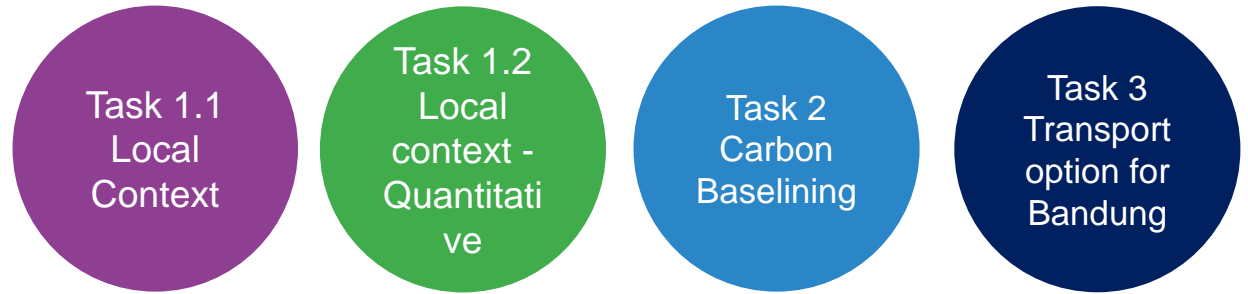 Task 1.1
Local
Context
Task 1.2
Local
context -
Quantitati
ve
Task 2
Carbon
Baselining
Task 3
Transport
option for
Bandung